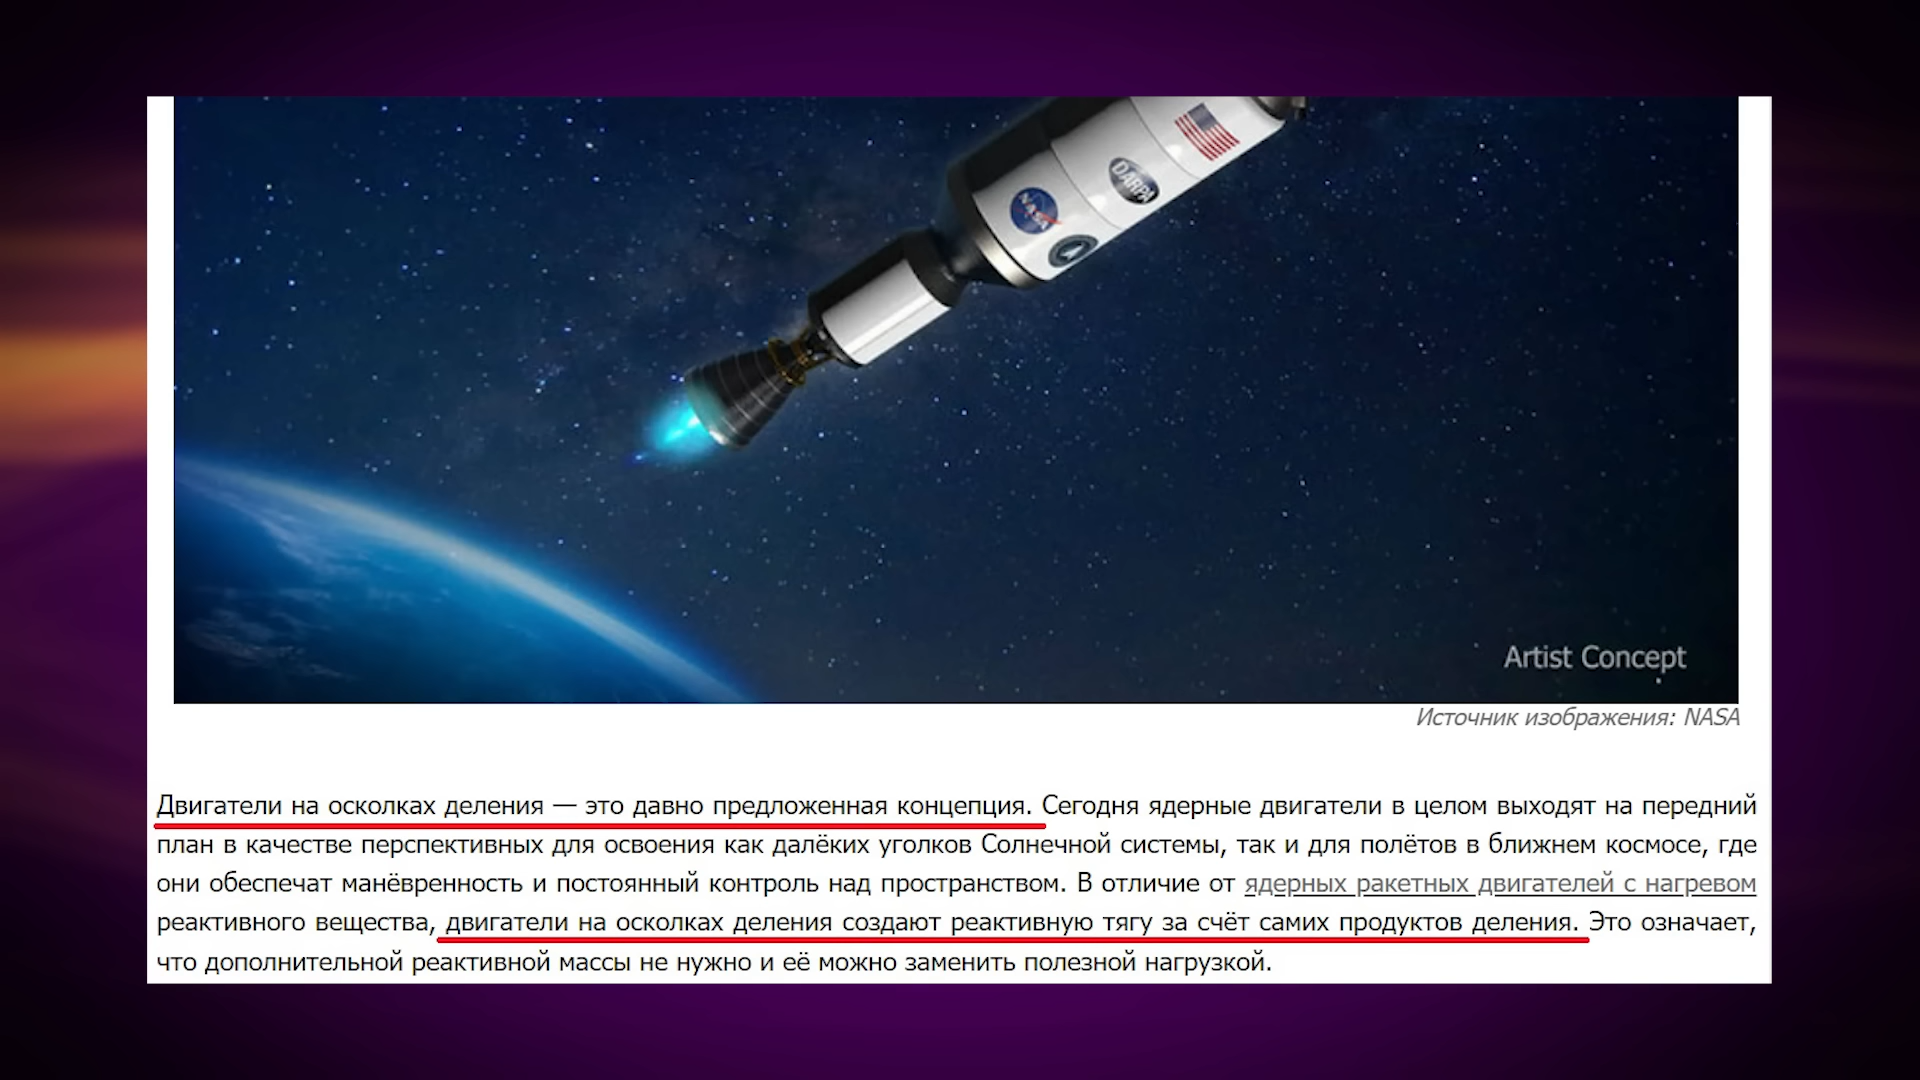 DARPA
NASA
Artist Concept
Источник изображения: NASA
Двигатели на осколках деления — это давно предложенная концепция. Сегодня ядерные двигатели в целом выходят на передний
план в качестве перспективных для освоения как далёких уголков Солнечной системы, так и для полётов в ближнем космосе, где
они обеспечат манёвренность и постоянный контроль над пространством. В отличие от ядерных ракетных двигателей с нагревом
реактивного вещества, двигатели на осколках деления создают реактивную тягу за счёт самих продуктов деления. Это означает,
что дополнительной реактивной массы не нужно и её можно заменить полезной нагрузкой.